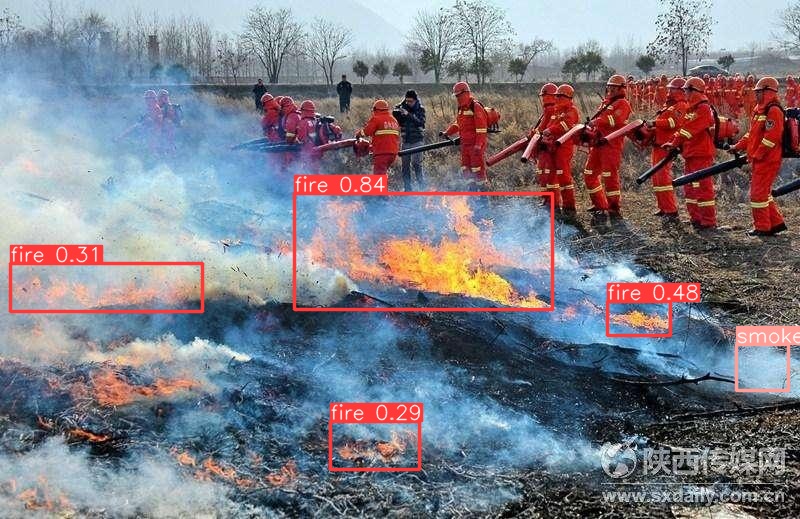 fire 0.84
fire 0.31
fire 0.48
smoke
fire 0.29
陕西传媒网
www.sxdaily.com.cn